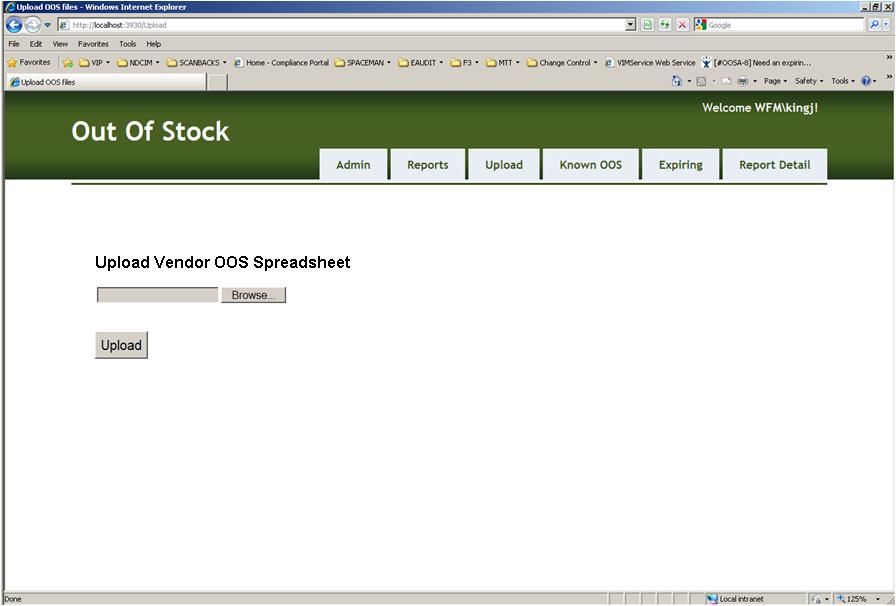 Upload OOS files - Windows Internet Explorer
http://localhost:3930/Upload
Google
File Edit View Favorites Tools Help
Favorites VIP NDCIM SCANBACKS Home - Compliance Portal SPACEMAN EAUDIT F3 MTT Change Control VIMService Web Service [#OOSA-8] Need an expirin...
Upload OOS files
Page Safety Tools
Welcome WFM\kingj!
Out Of Stock
Admin Reports Upload Known OOS Expiring Report Detail
Upload Vendor OOS Spreadsheet
Browse...
Upload
Done
Local intranet
125%